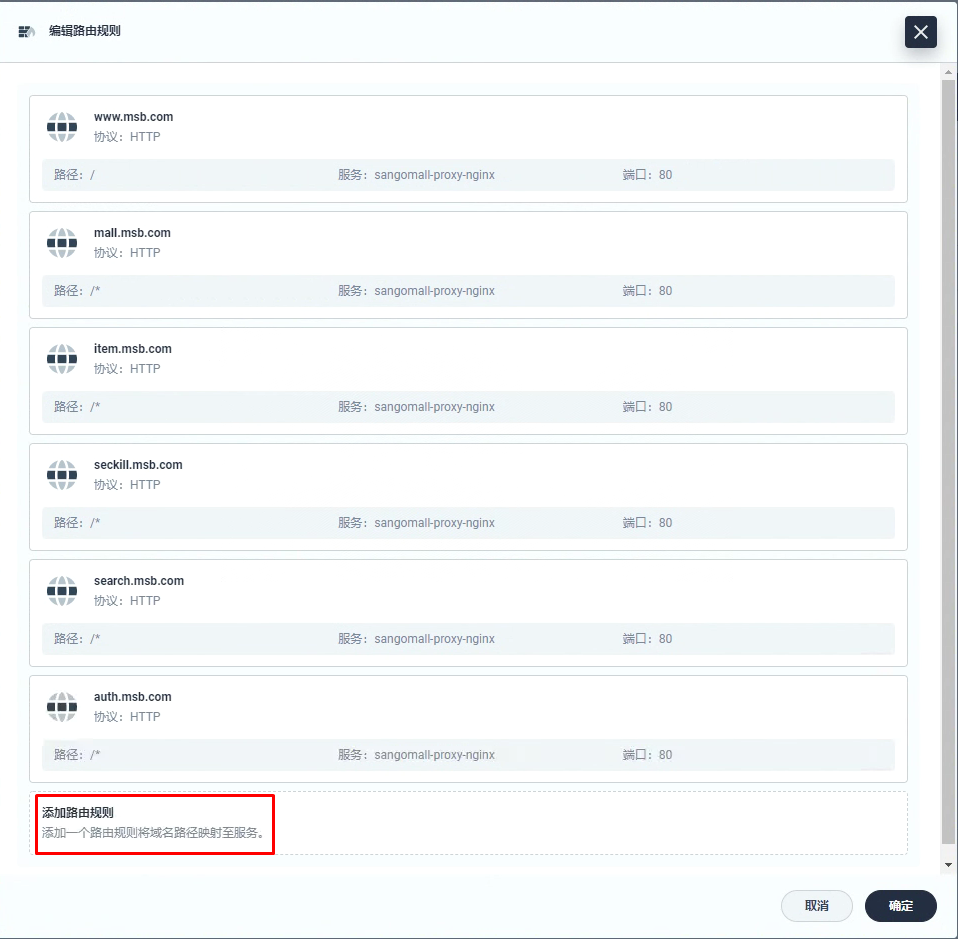 编辑路由规则
www.msb.com
协议：HTTP
路径：/ 服务：sangomall-proxy-nginx 端口：80
mall.msb.com
协议：HTTP
路径：/* 服务：sangomall-proxy-nginx 端口：80
item.msb.com
协议：HTTP
路径：/* 服务：sangomall-proxy-nginx 端口：80
seckill.msb.com
协议：HTTP
路径：/* 服务：sangomall-proxy-nginx 端口：80
search.msb.com
协议：HTTP
路径：/* 服务：sangomall-proxy-nginx 端口：80
auth.msb.com
协议：HTTP
路径：/* 服务：sangomall-proxy-nginx 端口：80
添加路由规则
添加一个路由规则将域名路径映射至服务。
取消 确定